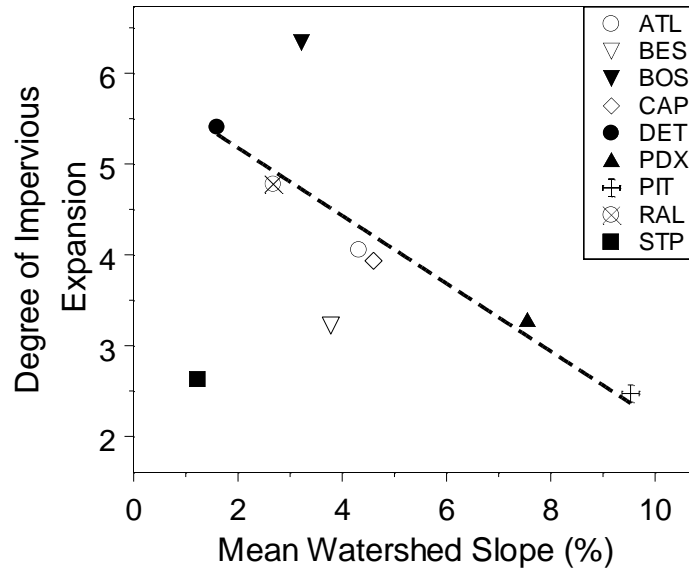 Degree of Impervious
Expansion
6
5
4
3
2
ATL
BES
BOS
CAP
DET
PDX
PIT
RAL
STP
0 2 4 6 8 10
Mean Watershed Slope (%)